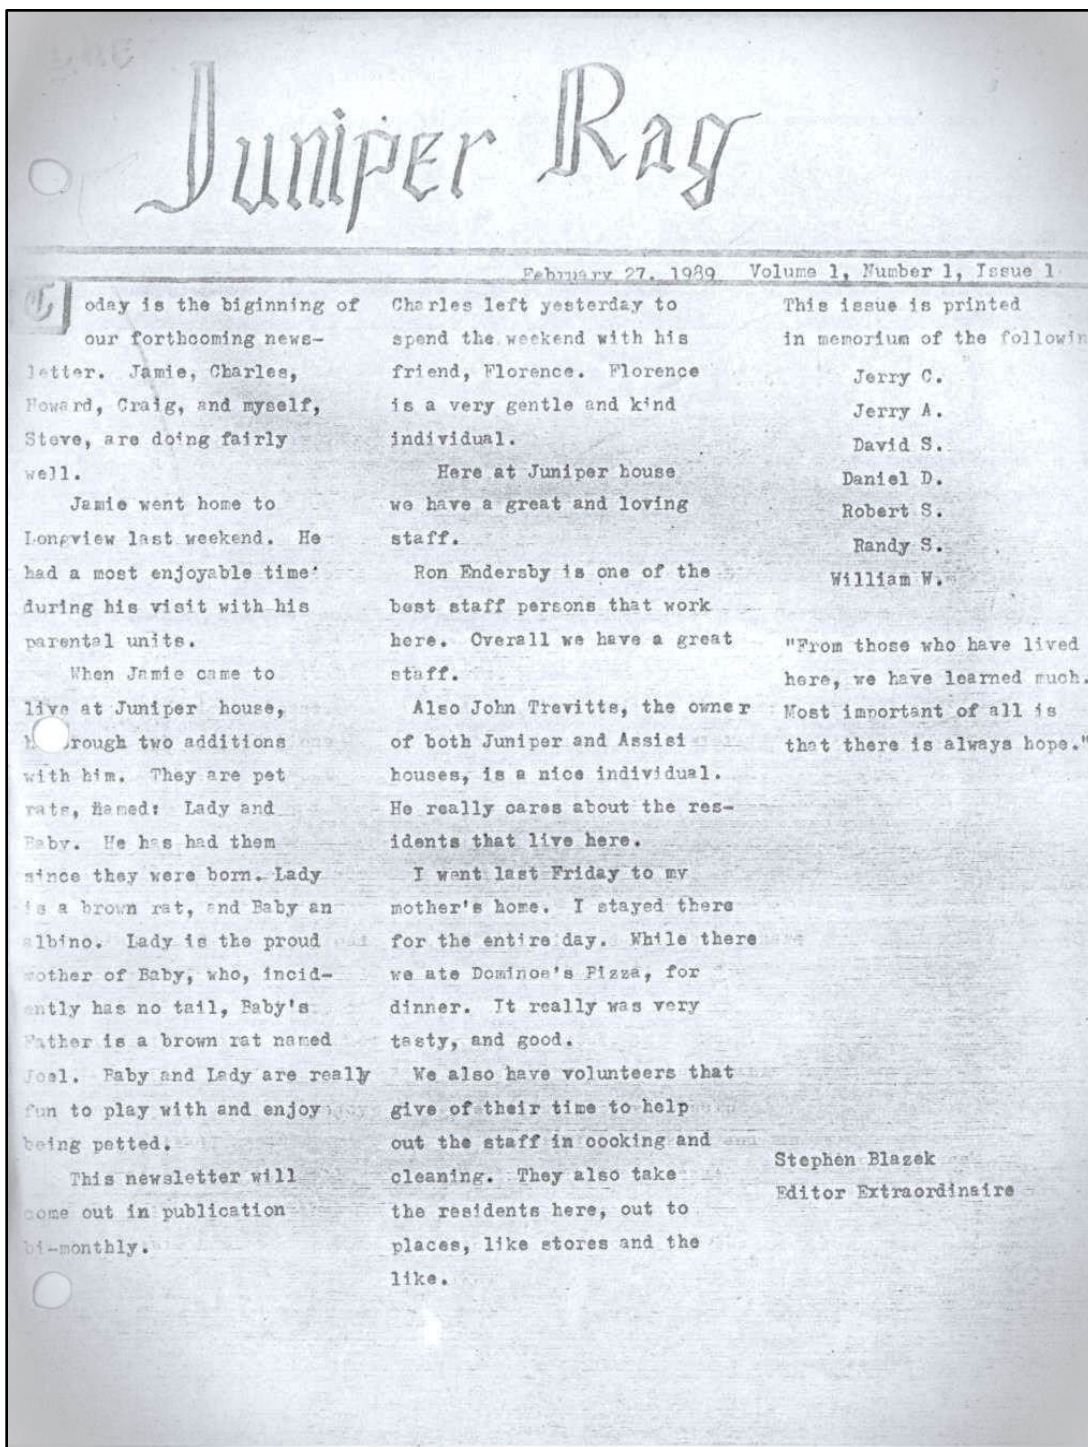 Juniper Rag
February 27, 1989 Volume 1, Number 1, Issue 1
Today is the biginning of
our forthcoming news-
letter. Jamie, Charles,
Howard, Craig, and myself,
Steve, are doing fairly
well.
Jamie went home to
Longview last weekend. He
had a most enjoyable time
during his visit with his
parental units.
When Jamie came to
live at Juniper house,
rough two additions
with him. They are pet
rats, named: Lady and
Baby. He has had them
since they were born. Lady
is a brown rat, and Baby an
albino. Lady is the proud
mother of Baby, who, incid-
ently has no tail, Baby's
Father is a brown rat named
Joel. Baby and Lady are really
fun to play with and enjoy
being petted.
This newsletter will
come out in publication
bi-monthly.
Charles left yesterday to
spend the weekend with his
friend, Florence. Florence
is a very gentle and kind
individual.
Here at Juniper house
we have a great and loving
staff.
Ron Endersby is one of the
best staff persons that work
here. Overall we have a great
staff.
Also John Trevitts, the owner
of both Juniper and Assisi
houses, is a nice individual.
He really cares about the res-
idents that live here.
I went last Friday to my
mother's home. I stayed there
for the entire day. While there
we ate Dominoe's Pizza, for
dinner. It really was very
tasty, and good.
We also have volunteers that
give of their time to help
out the staff in cooking and
cleaning. They also take
the residents here, out to
places, like stores and the
like.
This issue is printed
in memorium of the followin
Jerry C.
Jerry A.
David S.
Daniel D.
Robert S.
Randy S.
William W.
"From those who have lived
here, we have learned much.
Most important of all is
that there is always hope."
Stephen Blazek
Editor Extraordinaire